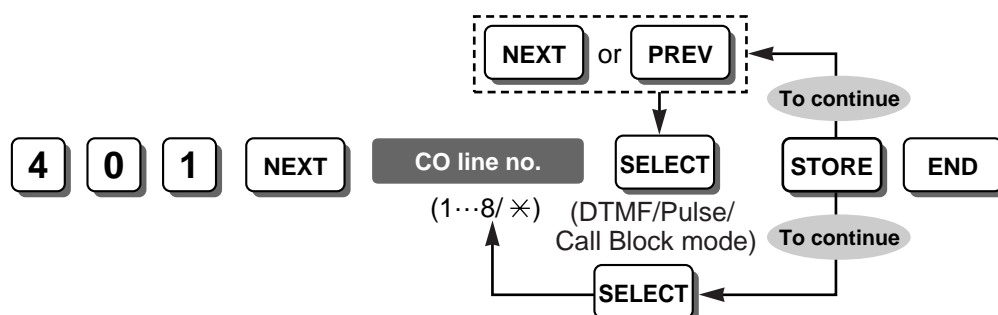 NEXT or PREV
To continue
4 0 1 NEXT CO line no. SELECT STORE END
(1···8/ ✳) (DTMF/Pulse/
Call Block mode)
To continue
SELECT